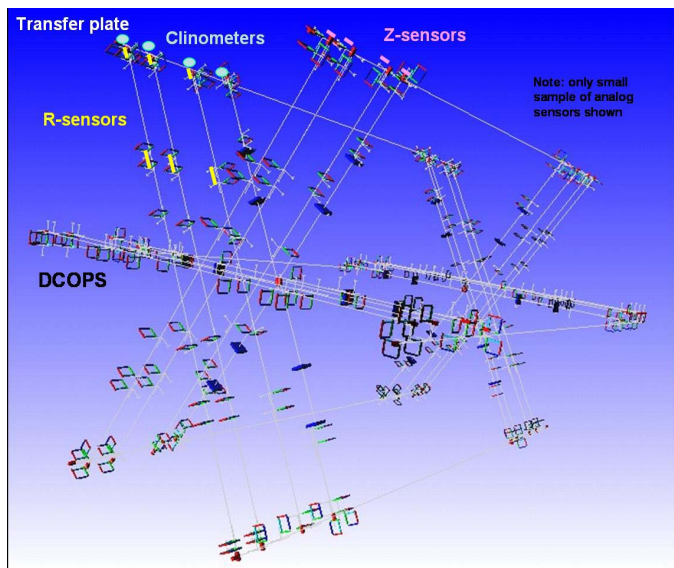 Transfer plate
Clinometers
Z-sensors
Note: only small
sample of analog
sensors shown
R-sensors
DCOPS